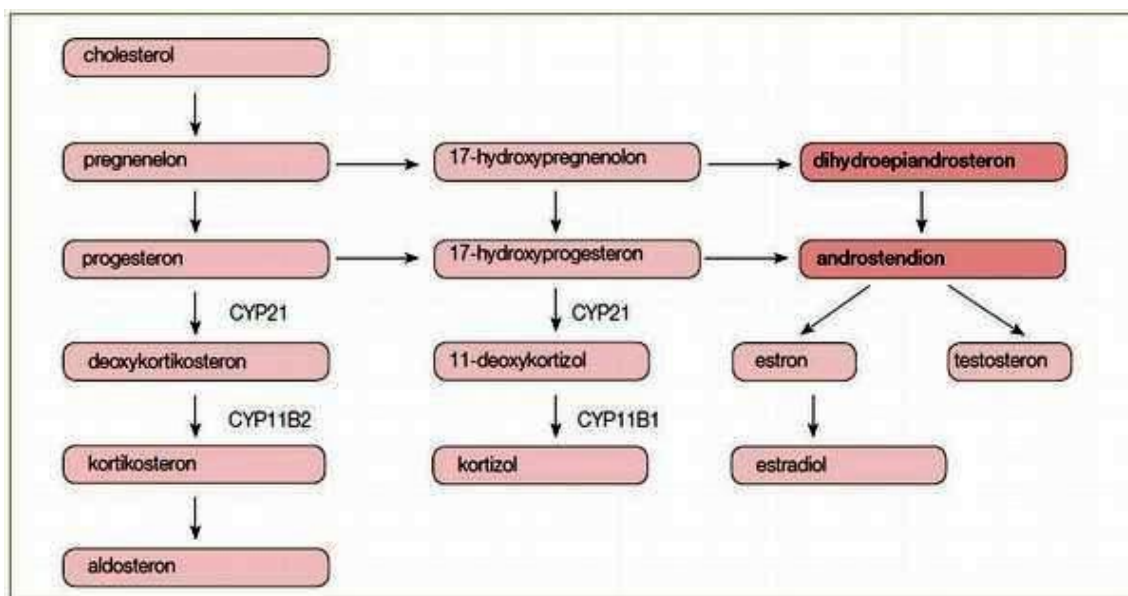 cholesterol
pregnenelon
17-hydroxypregnenolon
dihydroepiandrosteron
progesteron
17-hydroxyprogesteron
androstendion
CYP21
CYP21
deoxykortikosteron
11-deoxykortizol
estron
testosteron
CYP11B2
CYP11B1
kortikosteron
kortizol
estradiol
aldosteron